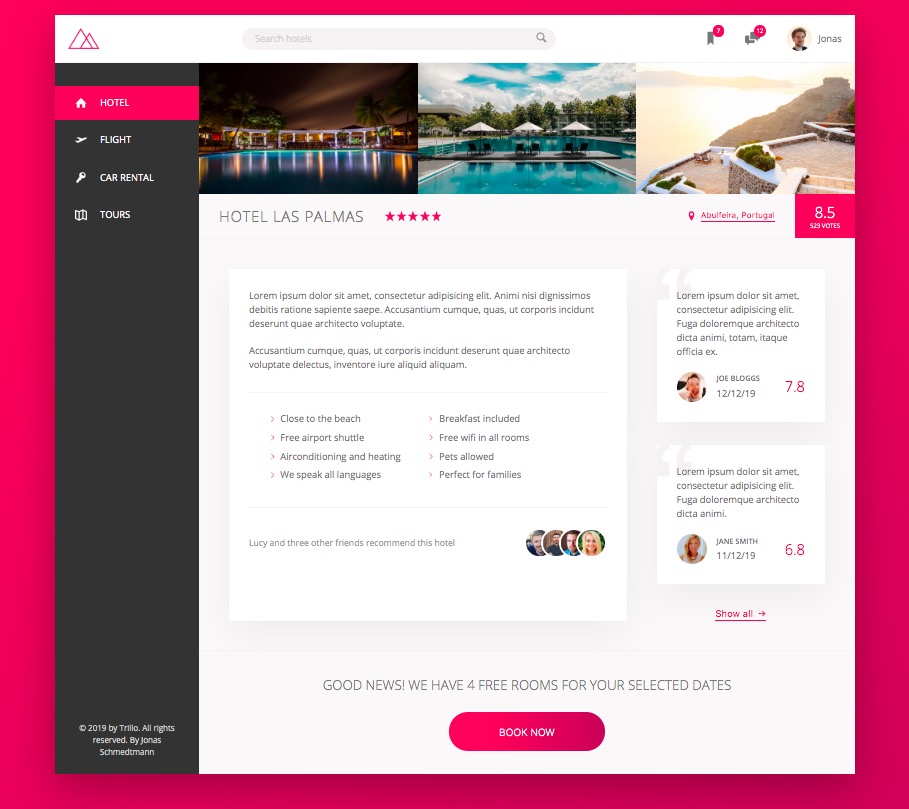 Search hotels
7
12
Jonas
HOTEL
FLIGHT
CAR RENTAL
TOURS
HOTEL LAS PALMAS
Abulfeira, Portugal
8.5
523 VOTES
Lorem ipsum dolor sit amet, consectetur adipisicing elit. Animi nisi dignissimos
debitis ratione sapiente saepe. Accusantium cumque, quas, ut corporis incidunt
deserunt quae architecto voluptate.
Accusantium cumque, quas, ut corporis incidunt deserunt quae architecto
voluptate delectus, inventore iure aliquid aliquam.
Close to the beach
Free airport shuttle
Airconditioning and heating
We speak all languages
Breakfast included
Free wifi in all rooms
Pets allowed
Perfect for families
Lucy and three other friends recommend this hotel
Lorem ipsum dolor sit amet,
consectetur adipisicing elit.
Fuga doloremque architecto
dicta animi, totam, itaque
officia ex.
JOE BLOGGS
12/12/19
7.8
Lorem ipsum dolor sit amet,
consectetur adipisicing elit.
Fuga doloremque architecto
dicta animi.
JANE SMITH
11/12/19
6.8
Show all →
GOOD NEWS! WE HAVE 4 FREE ROOMS FOR YOUR SELECTED DATES
BOOK NOW
© 2019 by Trillo. All rights
reserved. By Jonas
Schmedtmann